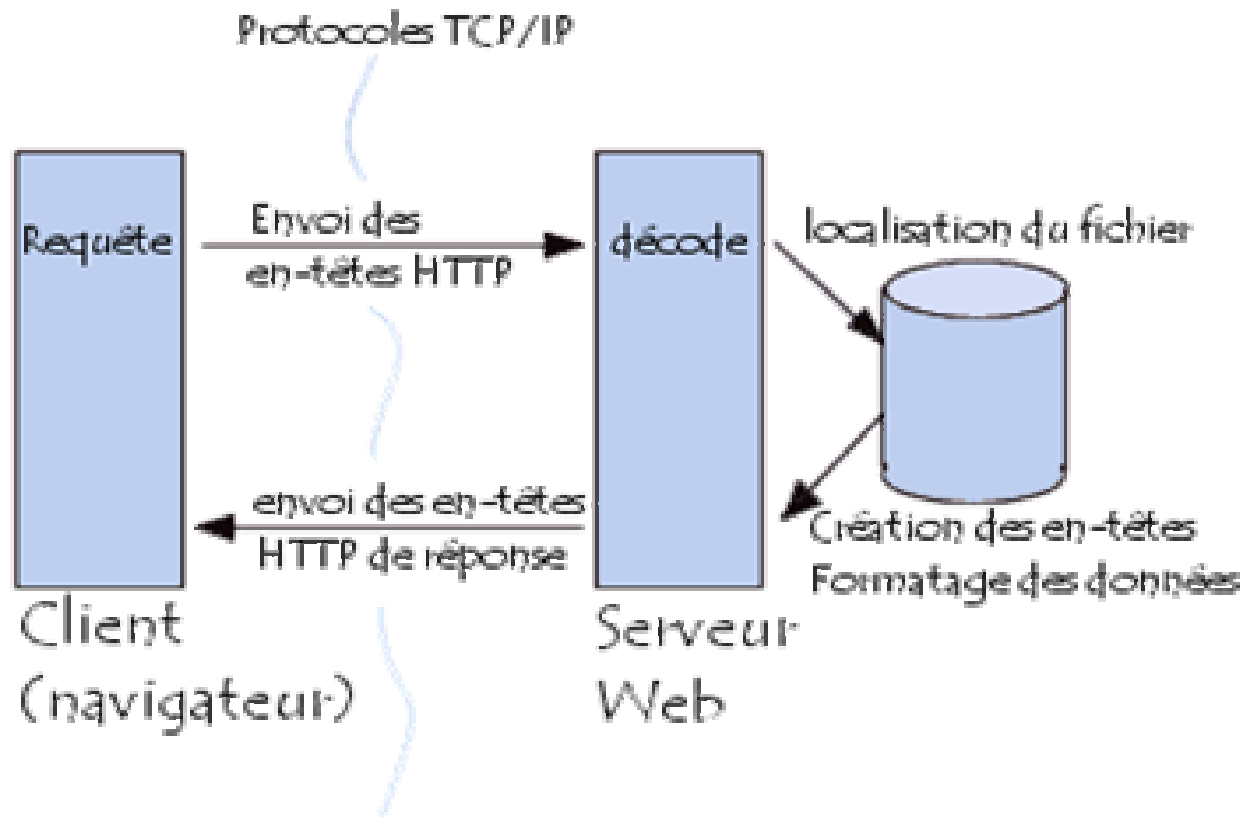 Protocoles TCP/IP
Requête
Envoi des
en-têtes HTTP
décode
localisation du fichier
envoi des en-têtes
HTTP de réponse
Création des en-têtes
Formatage des données
Client
(navigateur)
Serveur
Web